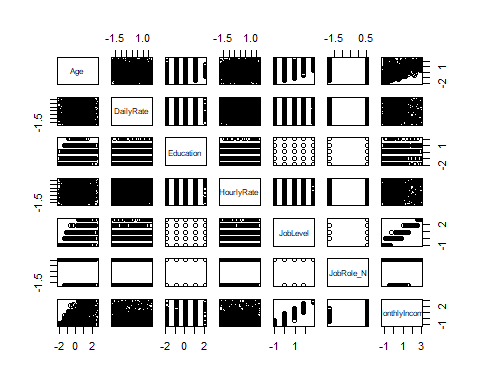 -1.5 1.0 -1.5 1.0 -1.5 0.5
Age
-2 1
-1.5
DailyRate
Education
-2 1
-1.5
HourlyRate
JobLevel
-1 2
-1.5
JobRole_N
onthlyIncon
-1 2
-2 0 2 -2 0 2 -1 1 -1 1 3